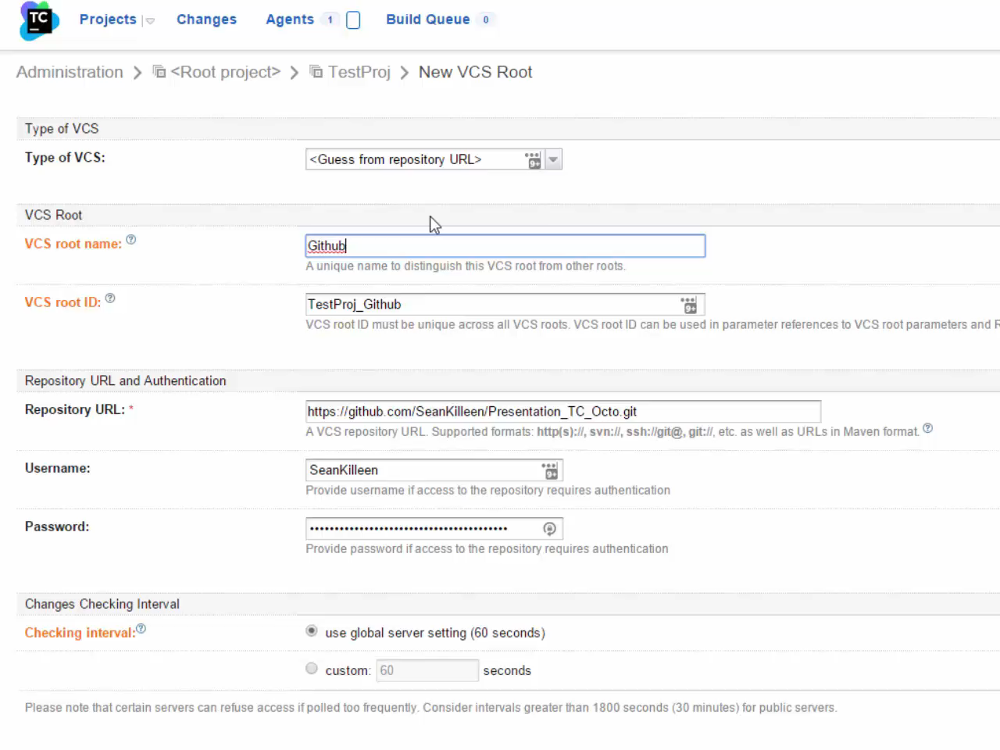 TC
Projects Changes Agents 1 Build Queue 0
Administration <Root project> TestProj New VCS Root
Type of VCS
Type of VCS: <Guess from repository URL> 9+
VCS Root
VCS root name: ? Github
A unique name to distinguish this VCS root from other roots.
VCS root ID: ? TestProj_Github 9+
VCS root ID must be unique across all VCS roots. VCS root ID can be used in parameter references to VCS root parameters and R
Repository URL and Authentication
Repository URL: * https://github.com/SeanKilleen/Presentation_TC_Octo.git
A VCS repository URL. Supported formats: http(s)://, svn://, ssh://git@, git://, etc. as well as URLs in Maven format. ?
Username: SeanKilleen 9+
Provide username if access to the repository requires authentication
Password: ••••••••••••••••••••••••••••••••••••••••
Provide password if access to the repository requires authentication
Changes Checking Interval
Checking interval: ? use global server setting (60 seconds)
custom: 60 seconds
Please note that certain servers can refuse access if polled too frequently. Consider intervals greater than 1800 seconds (30 minutes) for public servers.